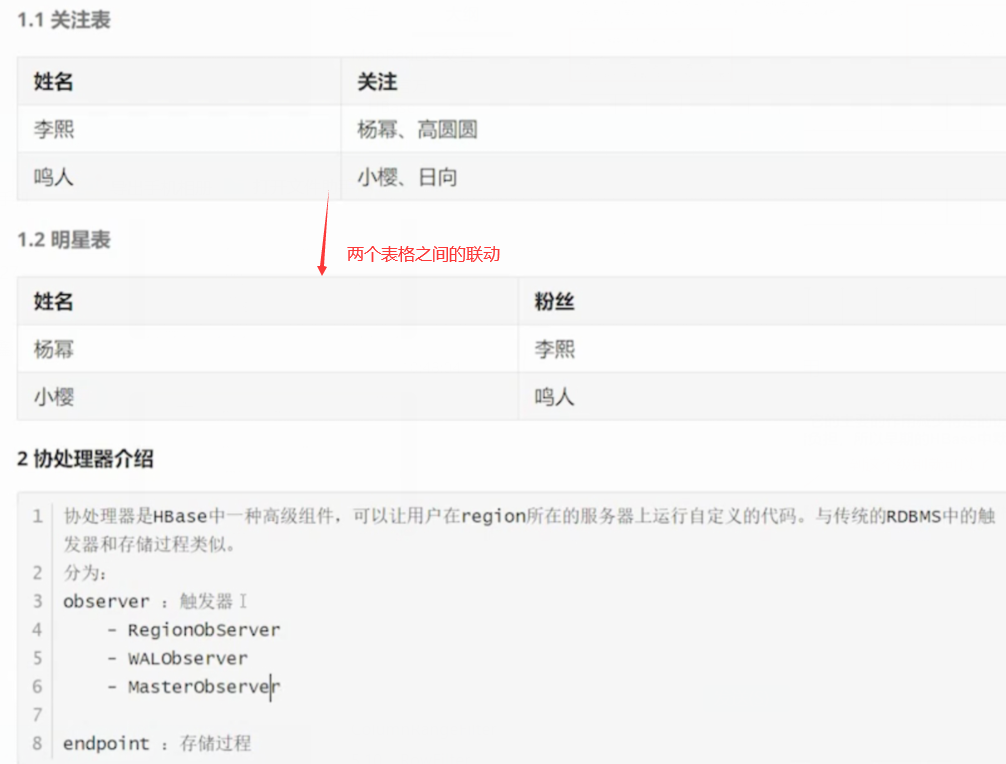 1.1 关注表
姓名 关注
李熙 杨幂、高圆圆
鸣人 小樱、日向
1.2 明星表
两个表格之间的联动
姓名 粉丝
杨幂 李熙
小樱 鸣人
2 协处理器介绍
1 协处理器是HBase中一种高级组件，可以让用户在region所在的服务器上运行自定义的代码。与传统的RDBMS中的触
发器和存储过程类似。
2 分为:
3 observer : 触发器
4 - RegionObServer
5 - WALObserver
6 - MasterObserver
7
8 endpoint : 存储过程